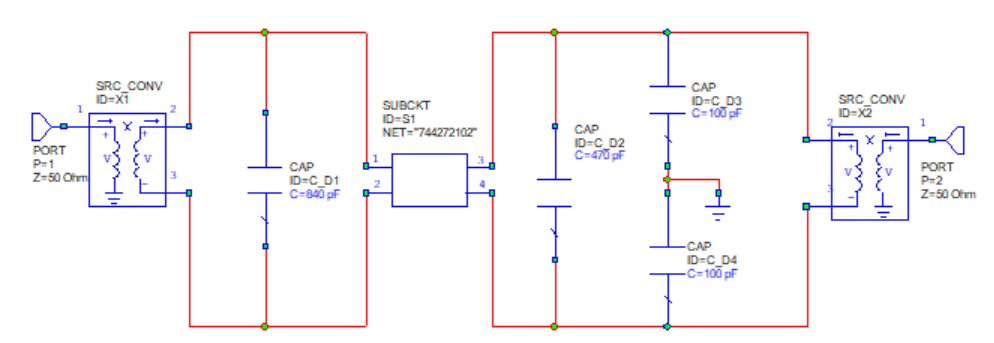 SRC_CONV
ID=X1
1
2
3
+
+
V
V
–
PORT
P=1
Z=50 Ohm
CAP
ID=C_D1
C=840 pF
SUBCKT
ID=S1
NET="744272102"
1
2
3
4
CAP
ID=C_D2
C=470 pF
CAP
ID=C_D3
C=100 pF
CAP
ID=C_D4
C=100 pF
SRC_CONV
ID=X2
2
1
3
+
+
V
V
–
PORT
P=2
Z=50 Ohm